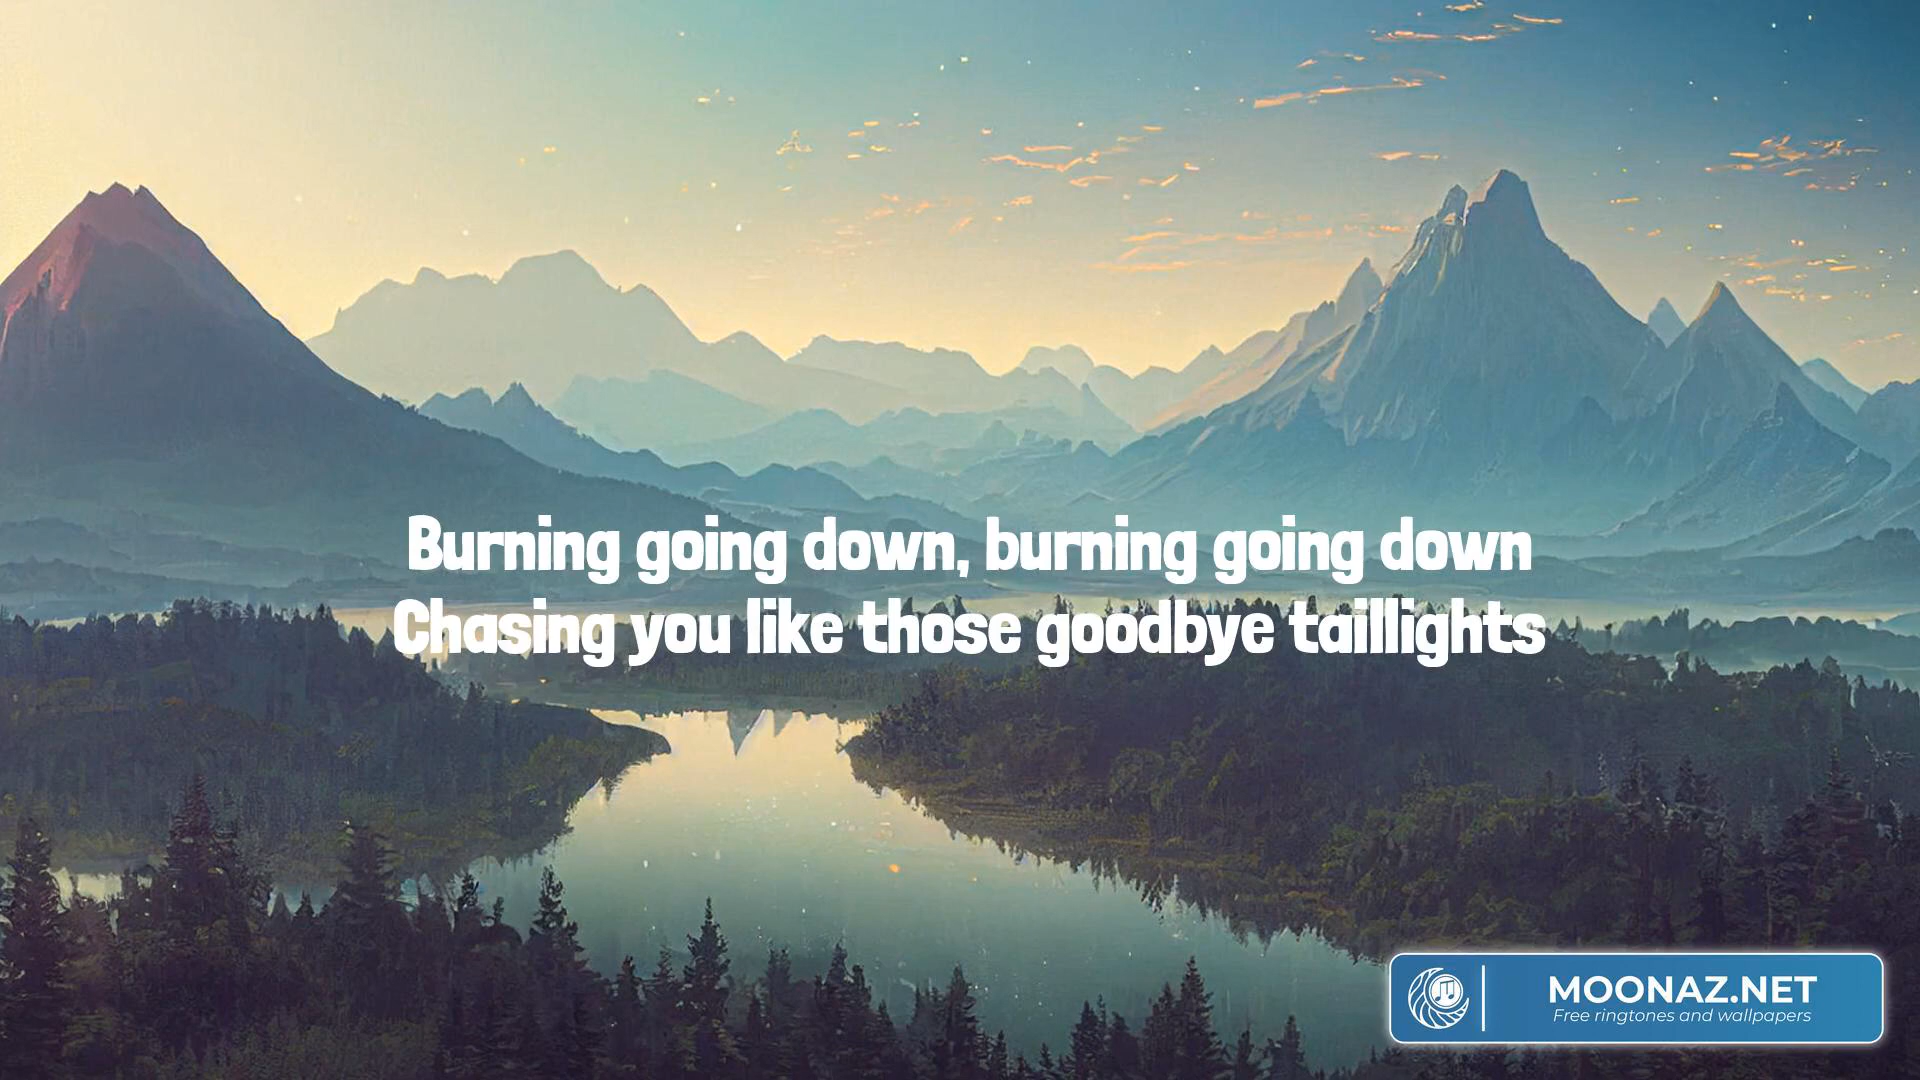 Burning going down, burning going down
Chasing you like those goodbye taillights
MOONAZ.NET
Free ringtones and wallpapers